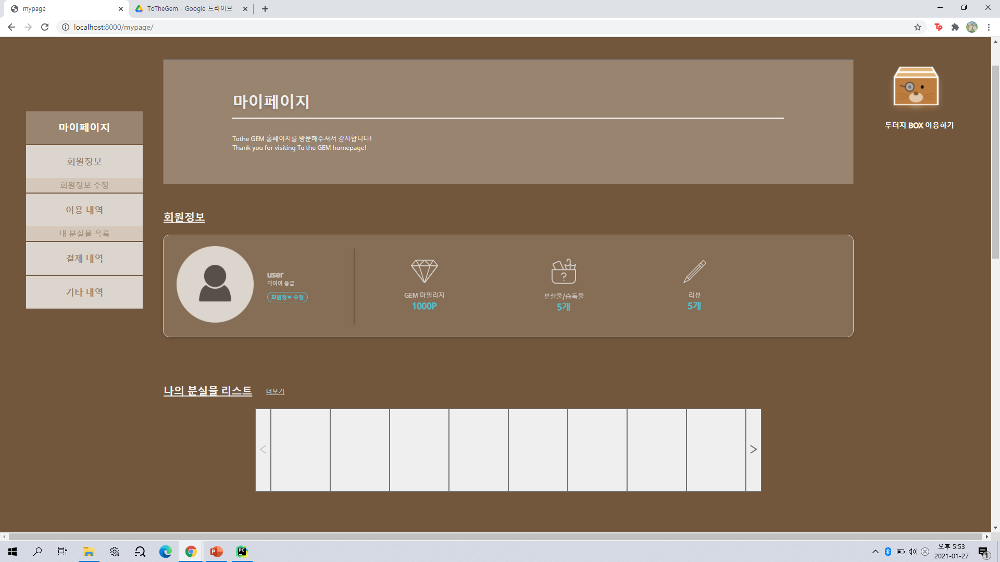 mypage
ToTheGem - Google 드라이브
localhost:8000/mypage/
Tp
마이페이지
Tothe GEM 홈페이지를 방문해주셔서 감사합니다!
Thank you for visiting To the GEM homepage!
두더지 BOX 이용하기
마이페이지
회원정보
회원정보 수정
이용 내역
내 분실물 목록
결제 내역
기타 내역
회원정보
user
다이아 등급
회원정보 수정
GEM 마일리지
1000P
?
분실물/습득물
5개
리뷰
5개
나의 분실물 리스트 더보기
< >
P
PC
오후 5:53
2021-01-27
1